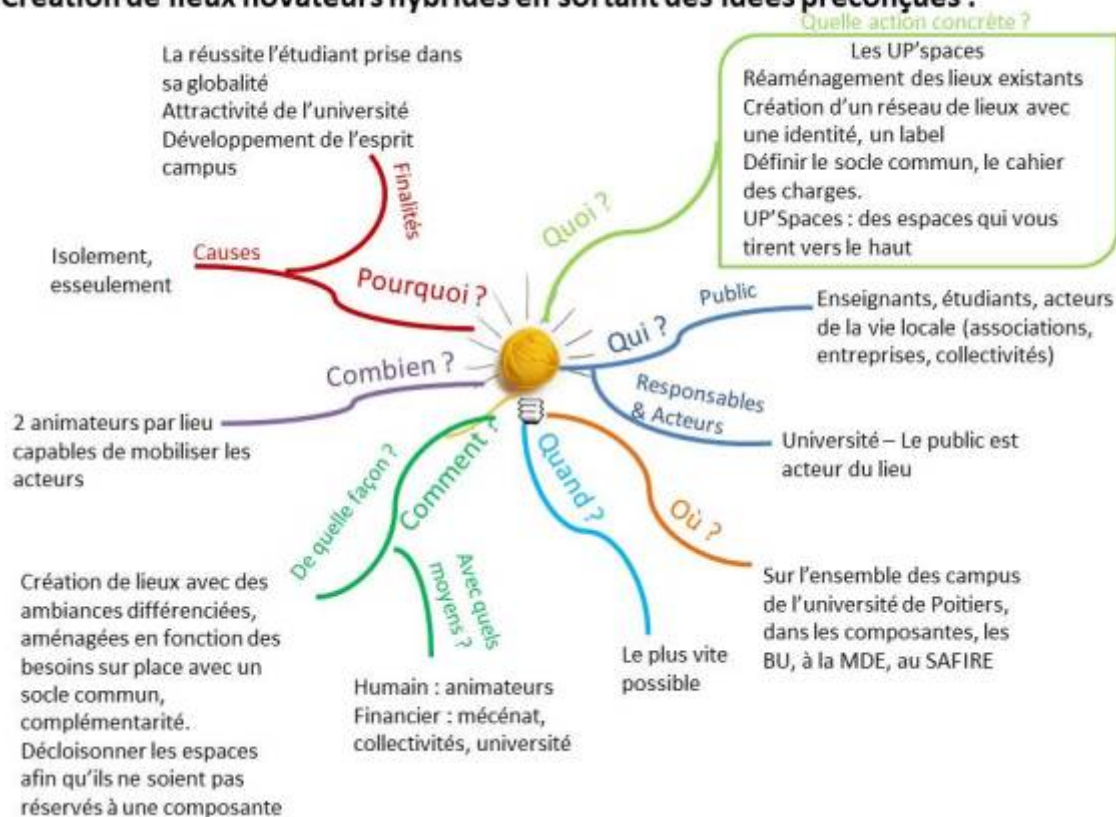 Création de lieux novateurs hybrides en sortant des idées préconçues :
Quelle action concrète ?
Les UP'spaces
Réaménagement des lieux existants
Création d'un réseau de lieux avec
une identité, un label
Définir le socle commun, le cahier
des charges.
UP'Spaces : des espaces qui vous
tirent vers le haut
Quoi ?
La réussite l'étudiant prise dans
sa globalité
Attractivité de l'université
Développement de l'esprit
campus
Finalités
Causes
Isolement,
esseulement
Pourquoi ?
Qui ?
Public
Enseignants, étudiants, acteurs
de la vie locale (associations,
entreprises, collectivités)
Responsables
& Acteurs
Université – Le public est
acteur du lieu
Combien ?
2 animateurs par lieu
capables de mobiliser les
acteurs
Comment ?
De quelle façon ?
Création de lieux avec des
ambiances différenciées,
aménagées en fonction des
besoins sur place avec un
socle commun,
complémentarité.
Décloisonner les espaces
afin qu'ils ne soient pas
réservés à une composante
Avec quels
moyens ?
Humain : animateurs
Financier : mécénat,
collectivités, université
Quand ?
Le plus vite
possible
Où ?
Sur l'ensemble des campus
de l'université de Poitiers,
dans les composantes, les
BU, à la MDE, au SAFIRE